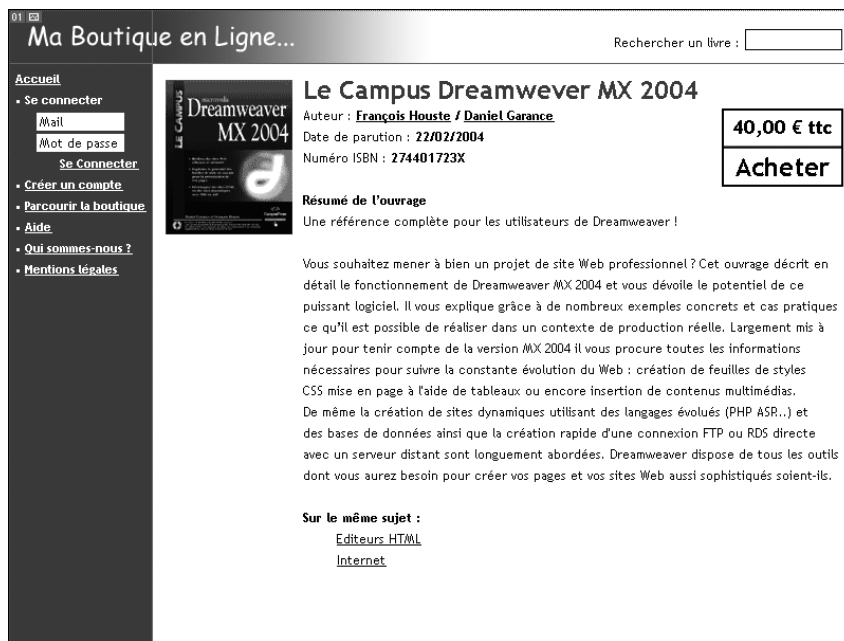 01
Ma Boutique en Ligne...
Rechercher un livre :
Accueil
Se connecter
Mail
Mot de passe
Se Connecter
Créer un compte
Parcourir la boutique
Aide
Qui sommes-nous ?
Mentions légales
LE CAMPUS
macromedia
Dreamweaver
MX 2004
Le Campus Dreamwever MX 2004
Auteur : François Houste / Daniel Garance
Date de parution : 22/02/2004
Numéro ISBN : 274401723X
40,00 € ttc
Acheter
Résumé de l'ouvrage
Une référence complète pour les utilisateurs de Dreamweaver !
Vous souhaitez mener à bien un projet de site Web professionnel ? Cet ouvrage décrit en
détail le fonctionnement de Dreamweaver MX 2004 et vous dévoile le potentiel de ce
puissant logiciel. Il vous explique grâce à de nombreux exemples concrets et cas pratiques
ce qu'il est possible de réaliser dans un contexte de production réelle. Largement mis à
jour pour tenir compte de la version MX 2004 il vous procure toutes les informations
nécessaires pour suivre la constante évolution du Web : création de feuilles de styles
CSS mise en page à l'aide de tableaux ou encore insertion de contenus multimédias.
De même la création de sites dynamiques utilisant des langages évolués (PHP ASP...) et
des bases de données ainsi que la création rapide d'une connexion FTP ou RDS directe
avec un serveur distant sont longuement abordées. Dreamweaver dispose de tous les outils
dont vous aurez besoin pour créer vos pages et vos sites Web aussi sophistiqués soient-ils.
Sur le même sujet :
Editeurs HTML
Internet